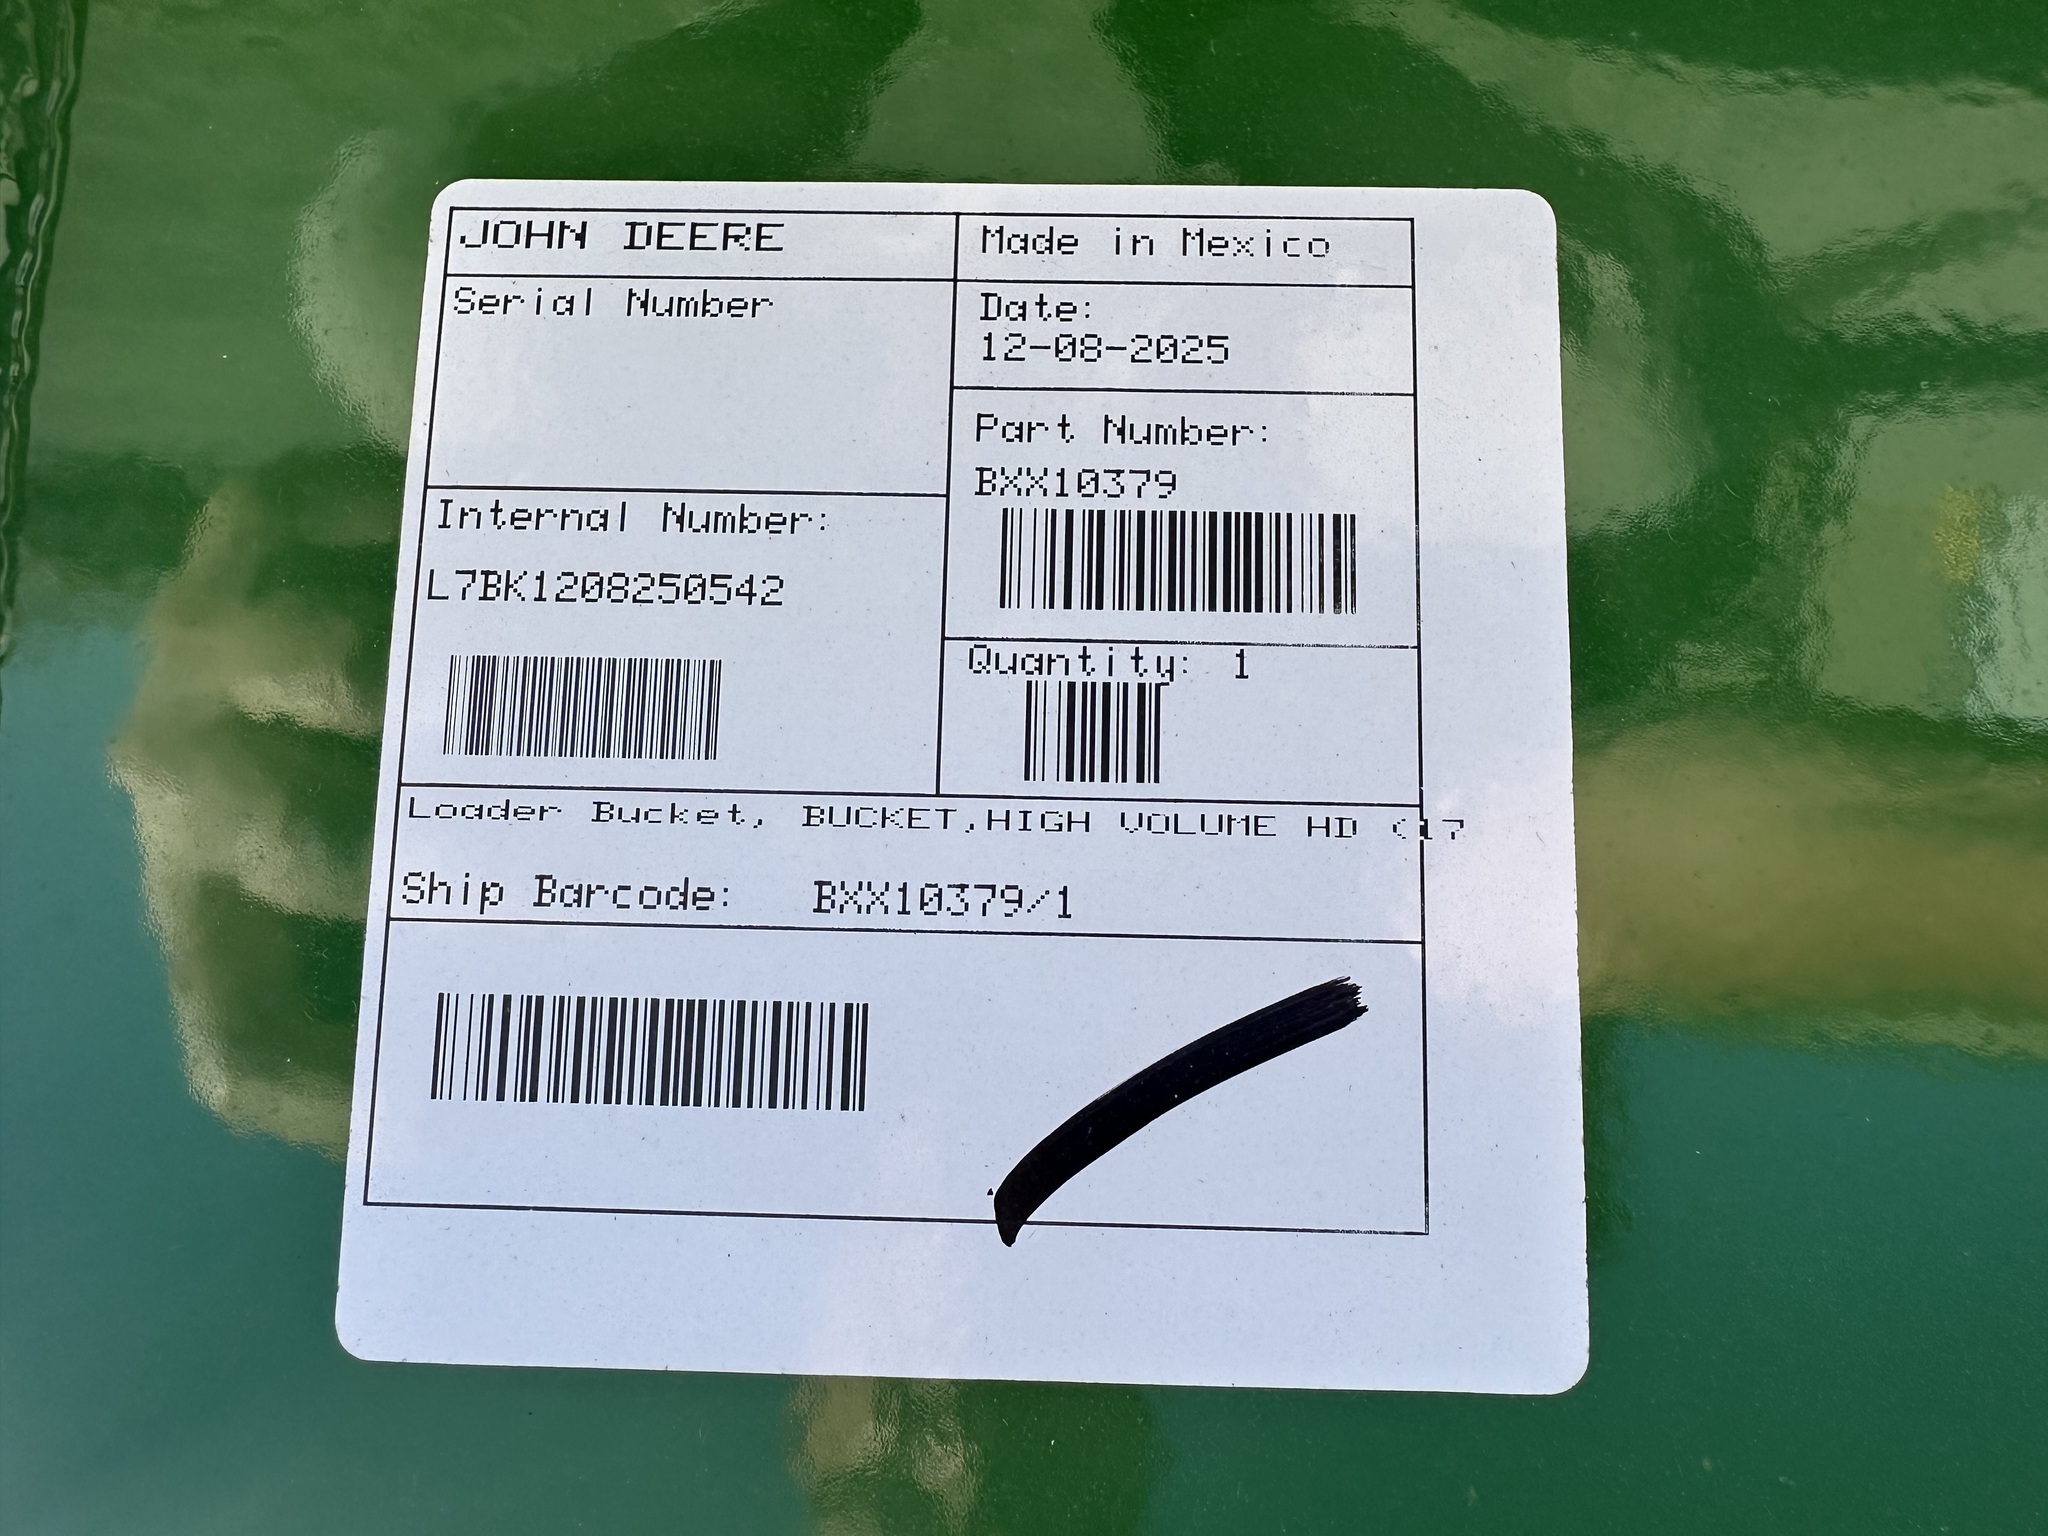 JOHN DEERE
Made in Mexico
Serial Number
Date:
12-08-2025
Part Number:
BXX10379
Internal Number:
L7BK1208250542
Quantity: 1
Loader Bucket, BUCKET,HIGH VOLUME HD (17
Ship Barcode: BXX10379/1